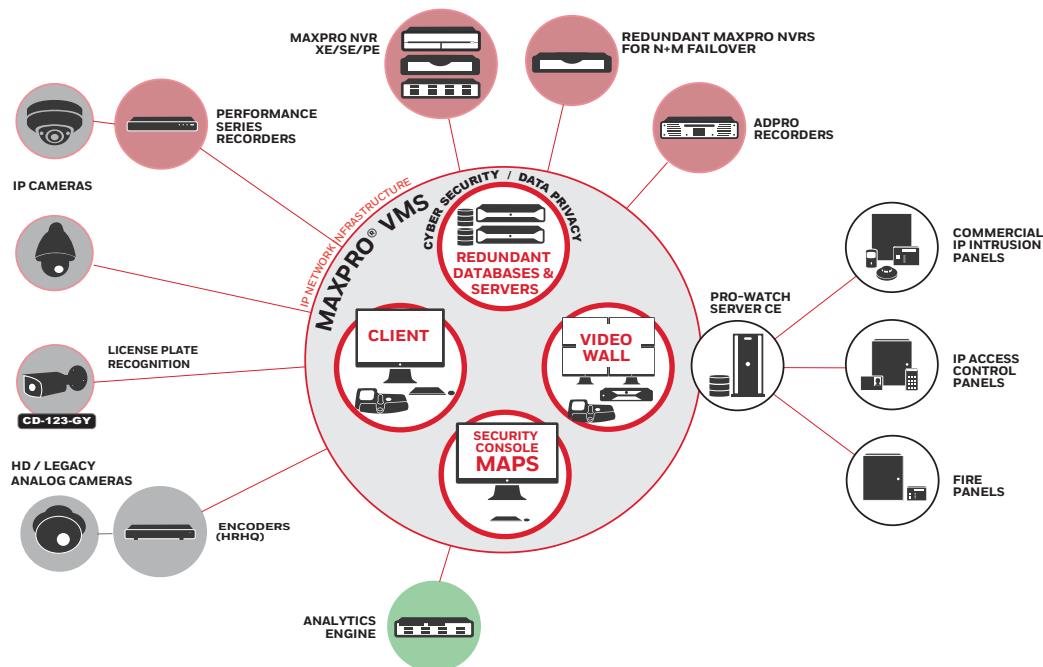 MAXPRO NVR
XE/SE/PE
REDUNDANT MAXPRO NVRS
FOR N+M FAILOVER
PERFORMANCE
SERIES
RECORDERS
ADPRO
RECORDERS
IP CAMERAS
IP NETWORK INFRASTRUCTURE
MAXPRO® VMS
CYBER SECURITY / DATA PRIVACY
REDUNDANT
DATABASES &
SERVERS
COMMERCIAL
IP INTRUSION
PANELS
PRO-WATCH
SERVER CE
CLIENT
VIDEO
WALL
LICENSE PLATE
RECOGNITION
CD-123-GY
IP ACCESS
CONTROL
PANELS
SECURITY
CONSOLE
MAPS
HD / LEGACY
ANALOG CAMERAS
ENCODERS
(HRHQ)
FIRE
PANELS
ANALYTICS
ENGINE